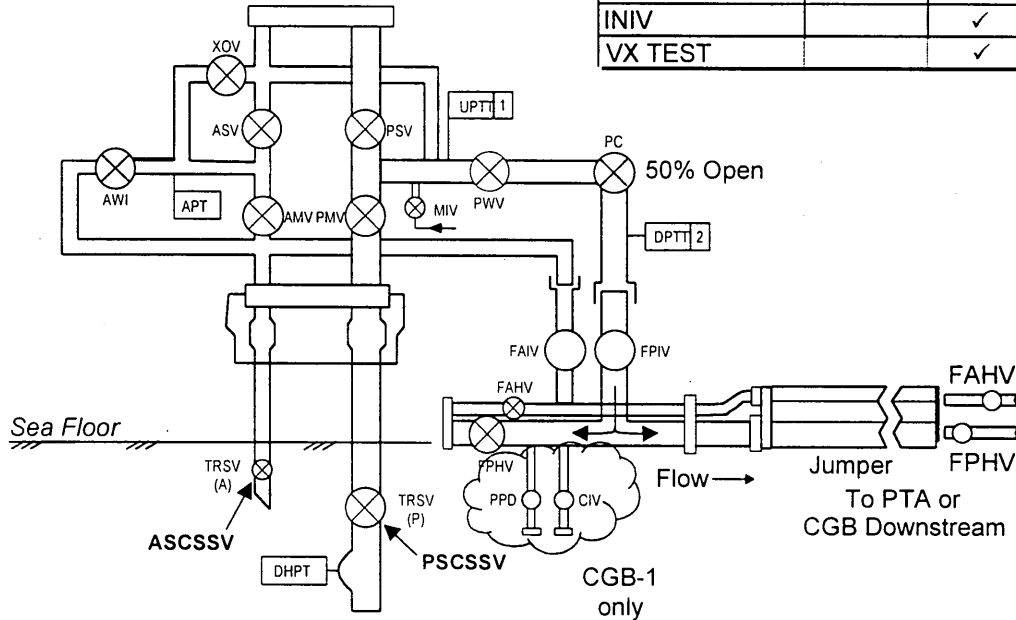 INIV ✓
VX TEST ✓
XOV
UPTT 1
ASV
PSV
PC
50% Open
AWI
APT
PWV
AMV
PMV
MIV
DPTT 2
FAIV
FPIV
FAHV
FAHV
Sea Floor
FPHV
FPHV
TRSV
(A)
Flow
Jumper
PPD
CIV
To PTA or
CGB Downstream
TRSV
(P)
ASCSSV
PSCSSV
DHPT
CGB-1
only